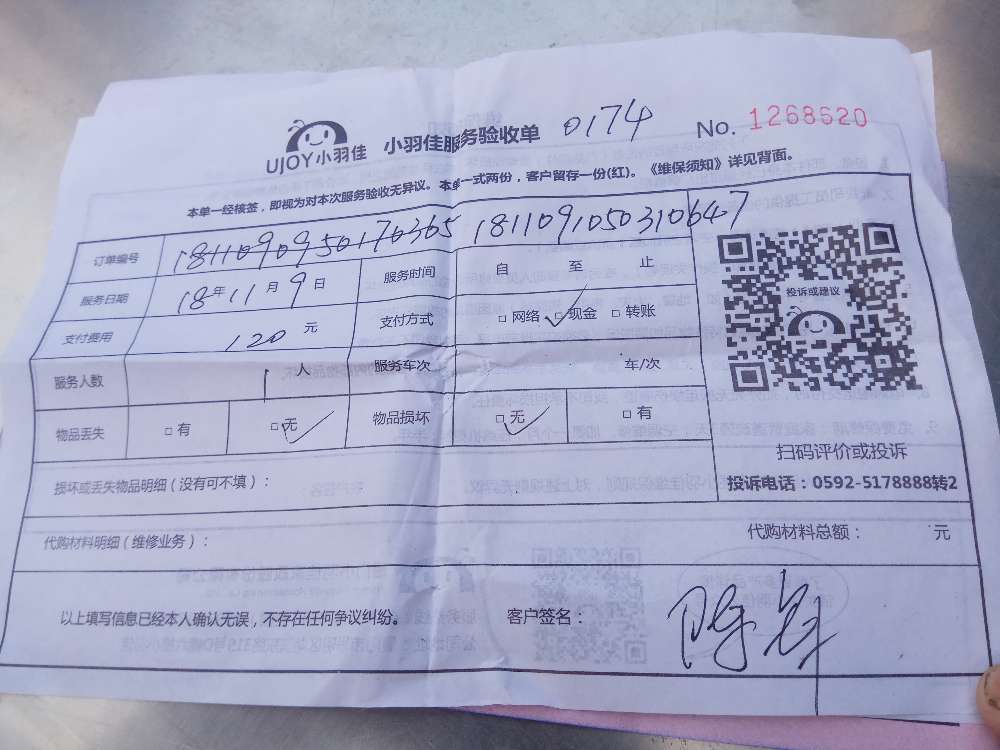 UJOY小羽佳 小羽佳服务验收单 0174 No. 1268620
本单一经核签，即视为对本次服务验收无异议。本单一式两份，客户留存一份(红)。《维保须知》详见背面。
订单编号 1811090950170365 18110910503106647
服务日期 18年11月9日 服务时间 自 至 止
支付费用 120 元 支付方式 □ 网络 □ 现金 □ 转账
投诉或建议
服务人数 1 人 服务车次 车/次
物品丢失 □ 有 □ 无 物品损坏 □ 无 □ 有
扫码评价或投诉
损坏或丢失物品明细（没有可不填）：
投诉电话：0592-5178888转2
代购材料明细（维修业务）：
代购材料总额： 元
以上填写信息已经本人确认无误，不存在任何争议纠纷。 客户签名：